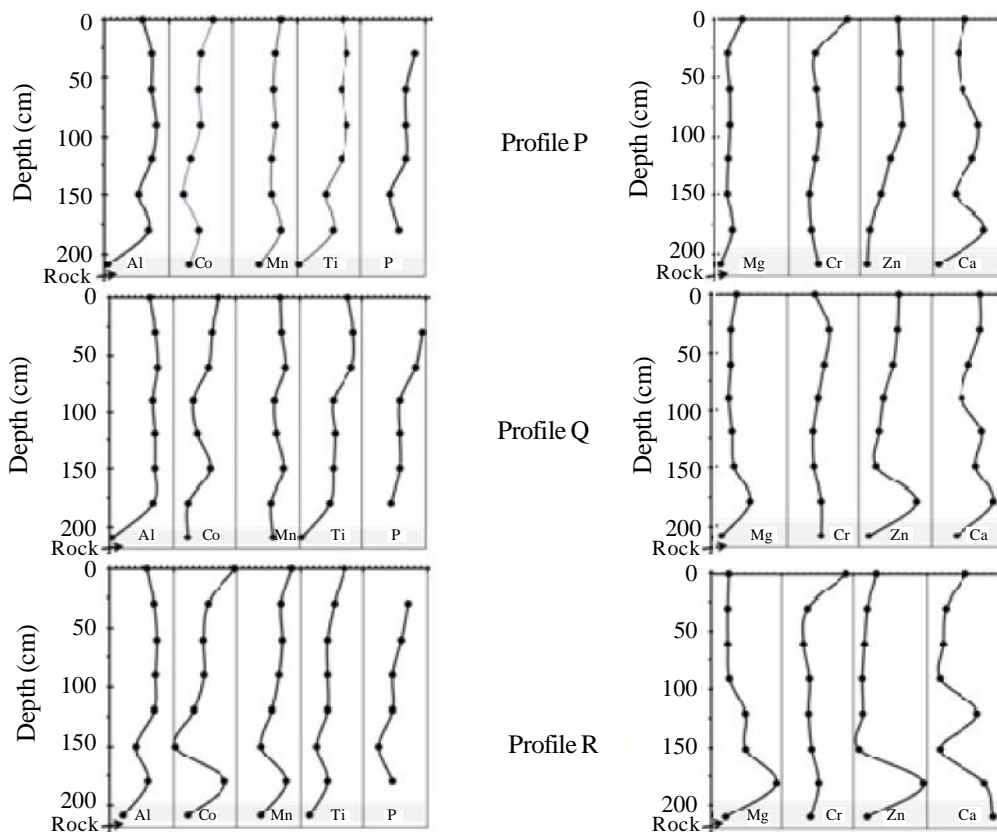 0
50
100
150
200
Rock
Depth (cm)
Al Co Mn Ti P
Profile P
0
50
100
150
200
Rock
Depth (cm)
Mg Cr Zn Ca
0
50
100
150
200
Rock
Depth (cm)
Al Co Mn Ti P
Profile Q
0
50
100
150
200
Rock
Depth (cm)
Mg Cr Zn Ca
0
50
100
150
200
Rock
Depth (cm)
Al Co Mn Ti P
Profile R
0
50
100
150
200
Rock
Depth (cm)
Mg Cr Zn Ca